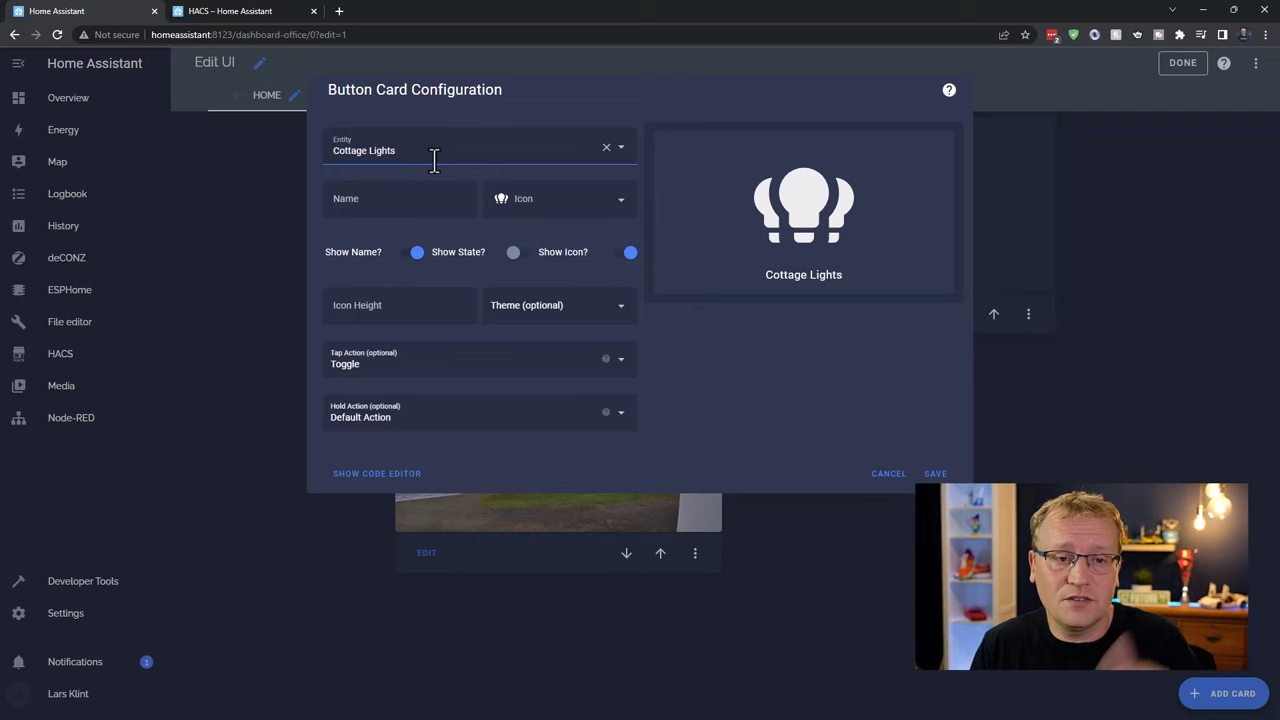 Home Assistant
HACS – Home Assistant
Not secure
homeassistant:8123/dashboard-office/0?edit=1
2
Home Assistant
Edit UI
DONE
HOME
Overview
Energy
Map
Logbook
History
deCONZ
ESPHome
File editor
HACS
Media
Node-RED
Developer Tools
Settings
Notifications
1
Lars Klint
Button Card Configuration
Entity
Cottage Lights
Name
Icon
Show Name?
Show State?
Show Icon?
Icon Height
Theme (optional)
Tap Action (optional)
Toggle
Hold Action (optional)
Default Action
SHOW CODE EDITOR
CANCEL
SAVE
Cottage Lights
EDIT
ADD CARD